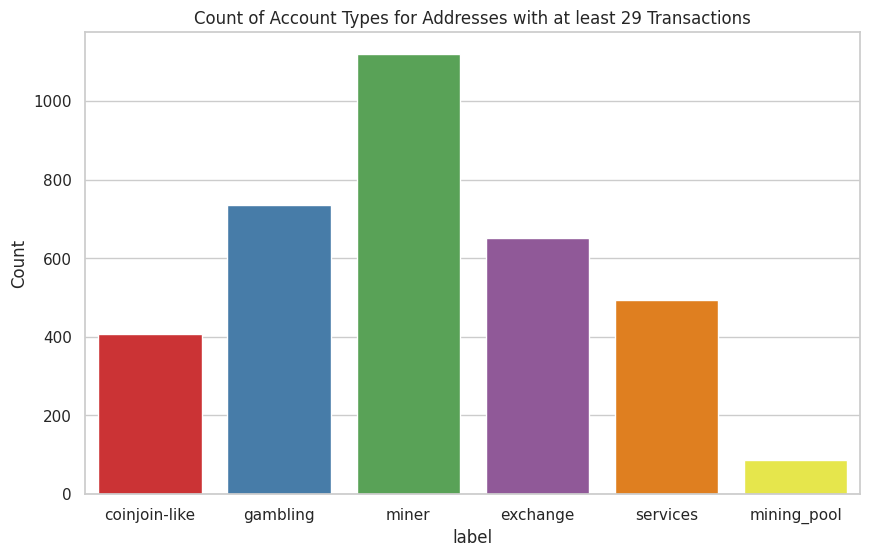 Count of Account Types for Addresses with at least 29 Transactions
Count
1000
800
600
400
200
0
coinjoin-like gambling miner exchange services mining_pool
label